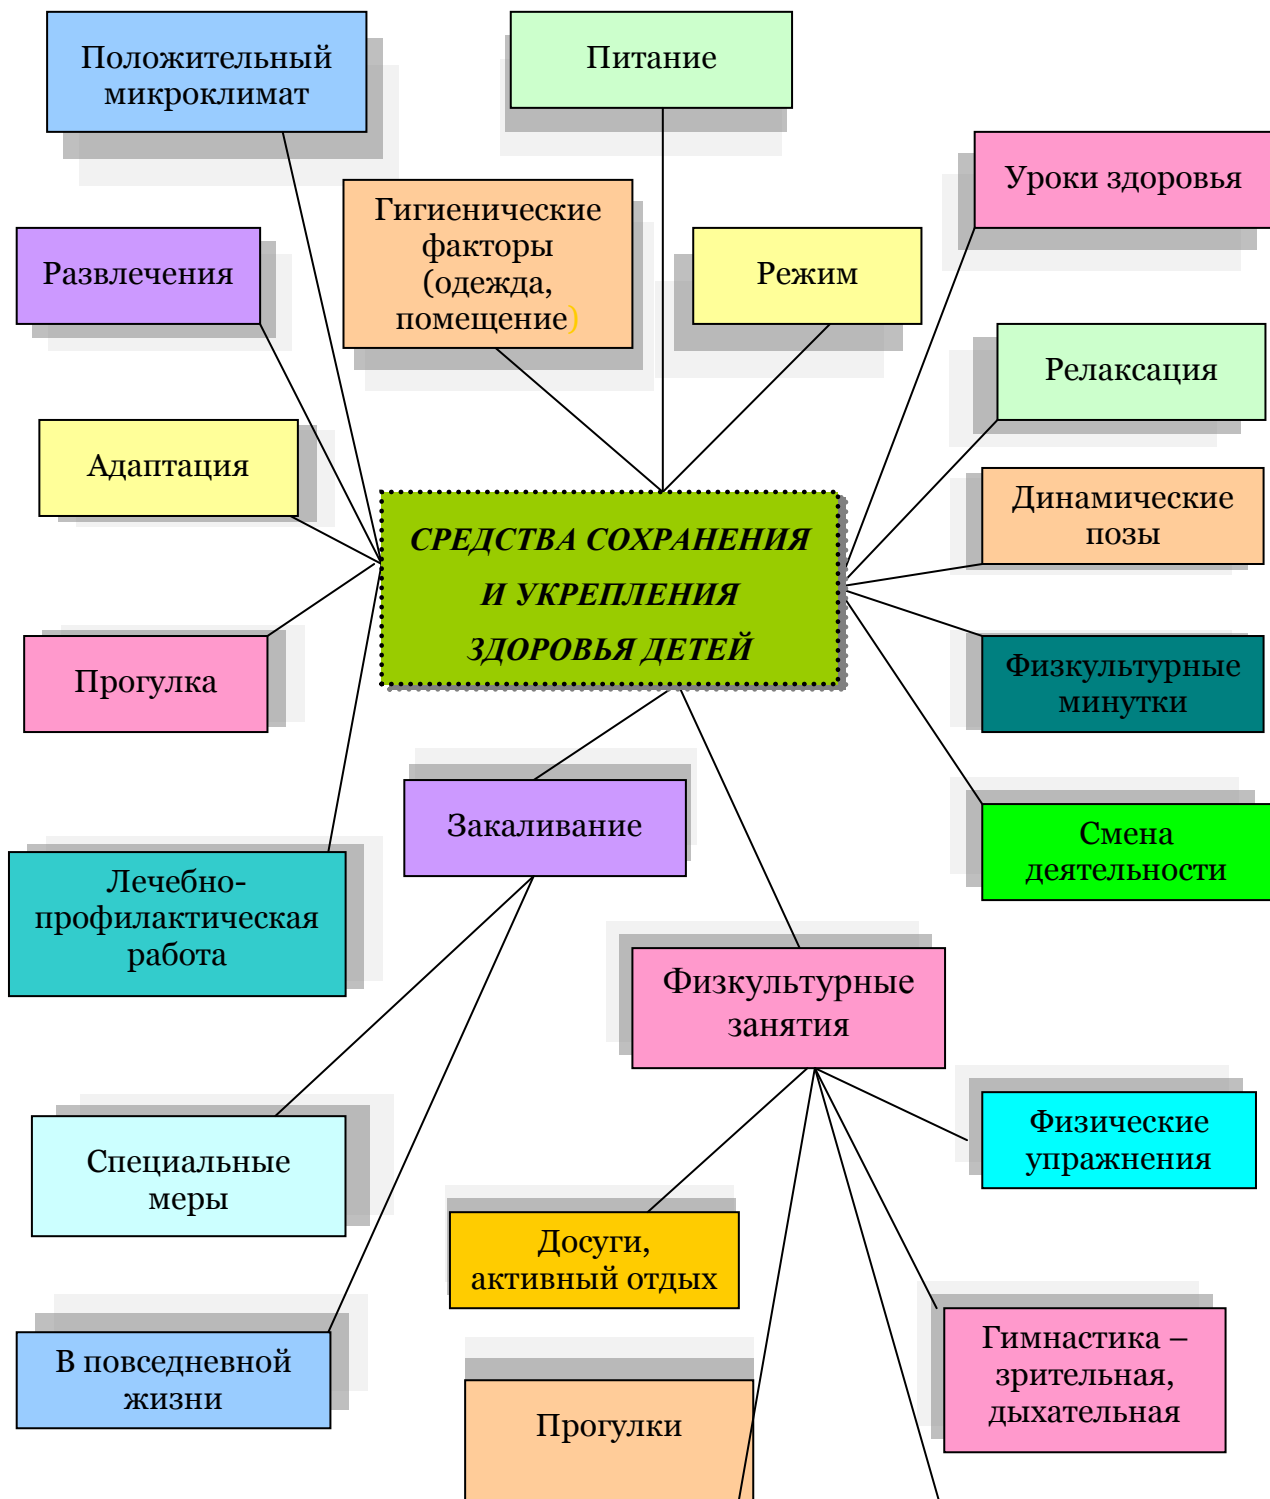 Положительный
микроклимат
Питание
Уроки здоровья
Гигиенические
факторы
(одежда,
помещение)
Развлечения
Режим
Релаксация
Адаптация
Динамические
позы
СРЕДСТВА СОХРАНЕНИЯ
И УКРЕПЛЕНИЯ
ЗДОРОВЬЯ ДЕТЕЙ
Прогулка
Физкультурные
минутки
Закаливание
Смена
деятельности
Лечебно-
профилактическая
работа
Физкультурные
занятия
Специальные
меры
Физические
упражнения
Досуги,
активный отдых
В повседневной
жизни
Гимнастика –
зрительная,
дыхательная
Прогулки